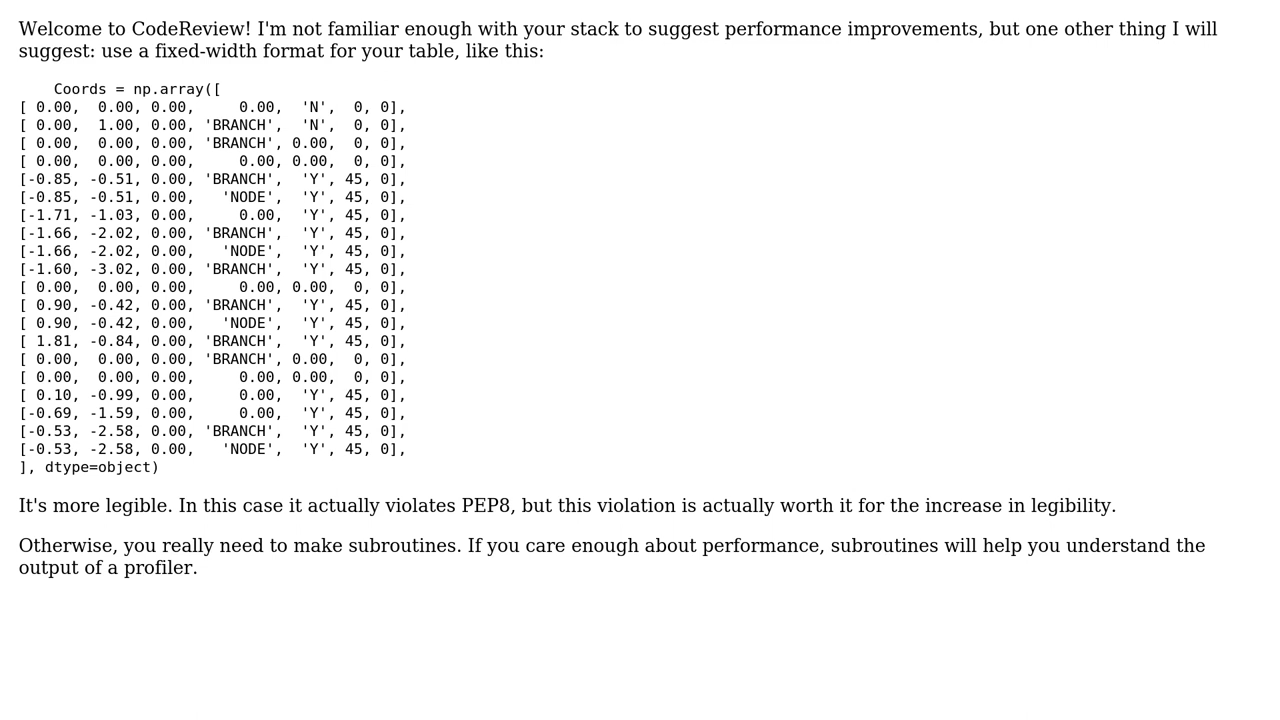 Welcome to CodeReview! I'm not familiar enough with your stack to suggest performance improvements, but one other thing I will
suggest: use a fixed-width format for your table, like this:
    Coords = np.array([
[ 0.00,  0.00, 0.00,     0.00,  'N',  0, 0],
[ 0.00,  1.00, 0.00, 'BRANCH',  'N',  0, 0],
[ 0.00,  0.00, 0.00, 'BRANCH', 0.00,  0, 0],
[ 0.00,  0.00, 0.00,     0.00, 0.00,  0, 0],
[-0.85, -0.51, 0.00, 'BRANCH',  'Y', 45, 0],
[-0.85, -0.51, 0.00,   'NODE',  'Y', 45, 0],
[-1.71, -1.03, 0.00,     0.00,  'Y', 45, 0],
[-1.66, -2.02, 0.00, 'BRANCH',  'Y', 45, 0],
[-1.66, -2.02, 0.00,   'NODE',  'Y', 45, 0],
[-1.60, -3.02, 0.00, 'BRANCH',  'Y', 45, 0],
[ 0.00,  0.00, 0.00,     0.00, 0.00,  0, 0],
[ 0.90, -0.42, 0.00, 'BRANCH',  'Y', 45, 0],
[ 0.90, -0.42, 0.00,   'NODE',  'Y', 45, 0],
[ 1.81, -0.84, 0.00, 'BRANCH',  'Y', 45, 0],
[ 0.00,  0.00, 0.00, 'BRANCH', 0.00,  0, 0],
[ 0.00,  0.00, 0.00,     0.00, 0.00,  0, 0],
[ 0.10, -0.99, 0.00,     0.00,  'Y', 45, 0],
[-0.69, -1.59, 0.00,     0.00,  'Y', 45, 0],
[-0.53, -2.58, 0.00, 'BRANCH',  'Y', 45, 0],
[-0.53, -2.58, 0.00,   'NODE',  'Y', 45, 0],
], dtype=object)
It's more legible. In this case it actually violates PEP8, but this violation is actually worth it for the increase in legibility.
Otherwise, you really need to make subroutines. If you care enough about performance, subroutines will help you understand the
output of a profiler.